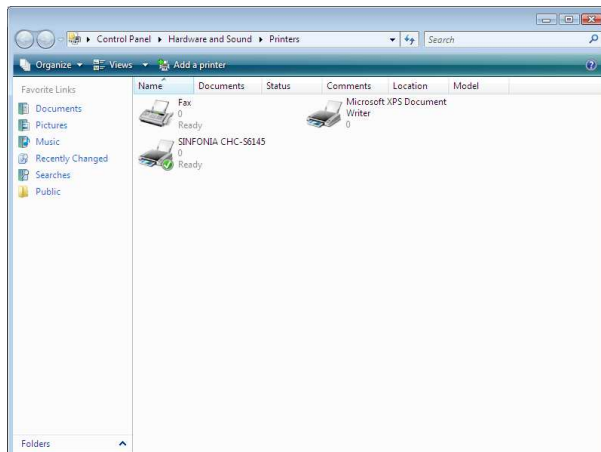 Control Panel Hardware and Sound Printers
Search
Organize Views Add a printer
Favorite Links
Documents
Pictures
Music
Recently Changed
Searches
Public
Folders
Name Documents Status Comments Location Model
Fax
0
Ready
Microsoft XPS Document
Writer
0
SINFONIA CHC-S6145
0
Ready